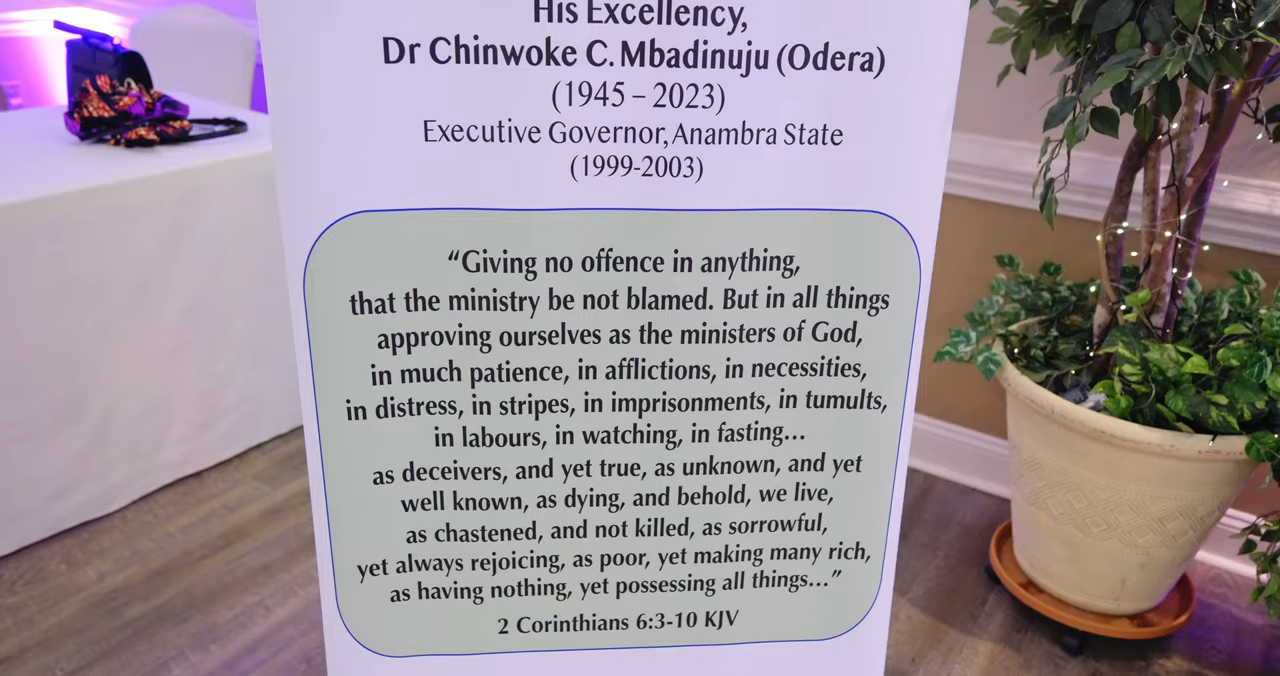 His Excellency,
Dr Chinwoke C. Mbadinuju (Odera)
(1945 – 2023)
Executive Governor, Anambra State
(1999-2003)
“Giving no offence in anything,
that the ministry be not blamed. But in all things
approving ourselves as the ministers of God,
in much patience, in afflictions, in necessities,
in distress, in stripes, in imprisonments, in tumults,
in labours, in watching, in fasting...
as deceivers, and yet true, as unknown, and yet
well known, as dying, and behold, we live,
as chastened, and not killed, as sorrowful,
yet always rejoicing, as poor, yet making many rich,
as having nothing, yet possessing all things...”
2 Corinthians 6:3-10 KJV